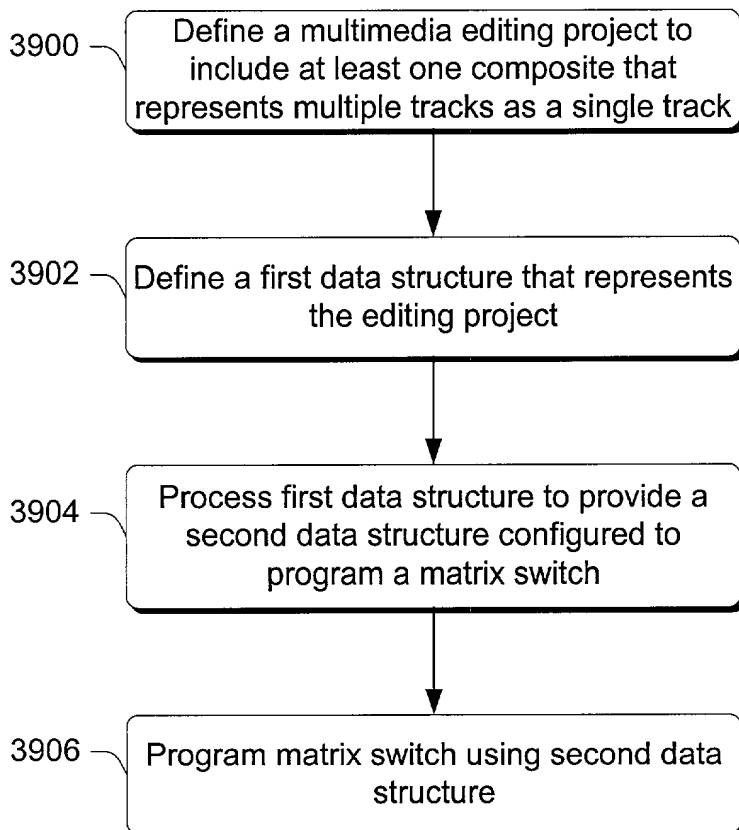 3900
Define a multimedia editing project to
include at least one composite that
represents multiple tracks as a single track
3902
Define a first data structure that represents
the editing project
3904
Process first data structure to provide a
second data structure configured to
program a matrix switch
3906
Program matrix switch using second data
structure